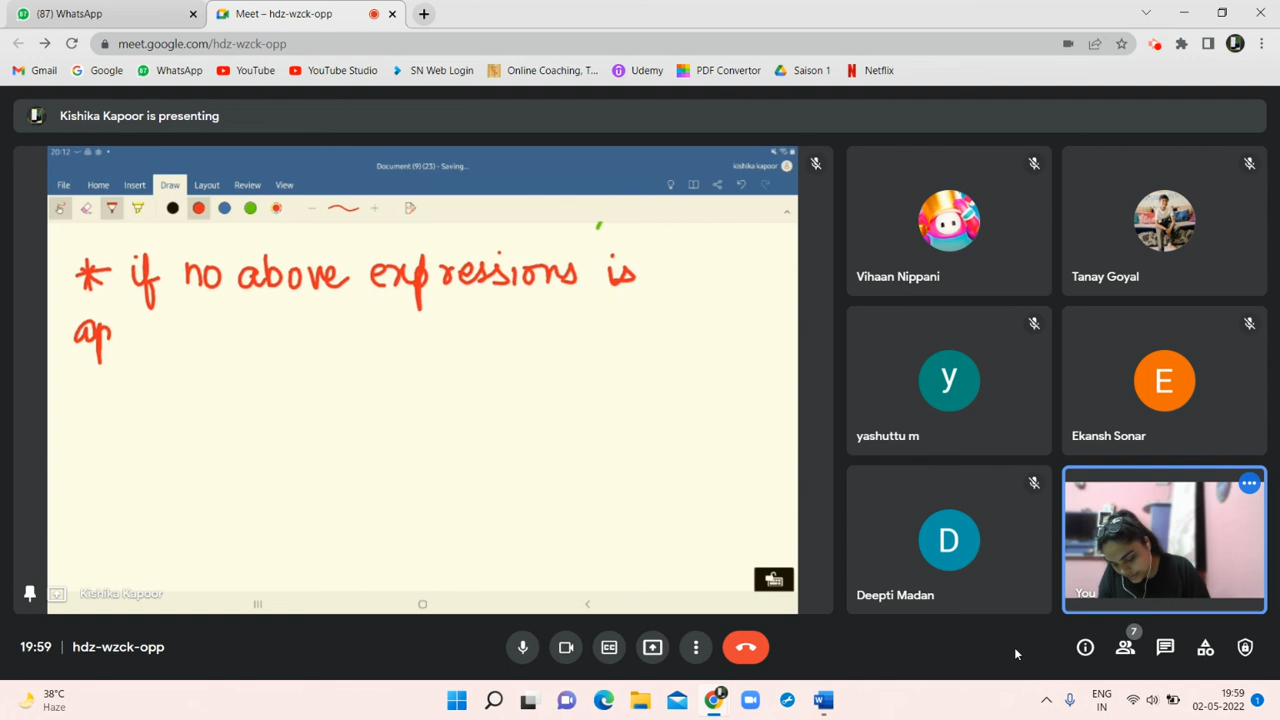 (87) WhatsApp
Meet – hdz-wzck-opp
meet.google.com/hdz-wzck-opp
Gmail
Google
WhatsApp
YouTube
YouTube Studio
SN Web Login
Online Coaching, T...
Udemy
PDF Convertor
Saison 1
Netflix
Kishika Kapoor is presenting
20:12
Document (9) (23) - Saving...
kishika kapoor
File Home Insert Draw Layout Review View
* if no above expressions is
ap
Kishika Kapoor
Vihaan Nippani
Tanay Goyal
y
yashuttu m
E
Ekansh Sonar
D
Deepti Madan
You
19:59 | hdz-wzck-opp
7
38°C
Haze
ENG
IN
19:59
02-05-2022
1